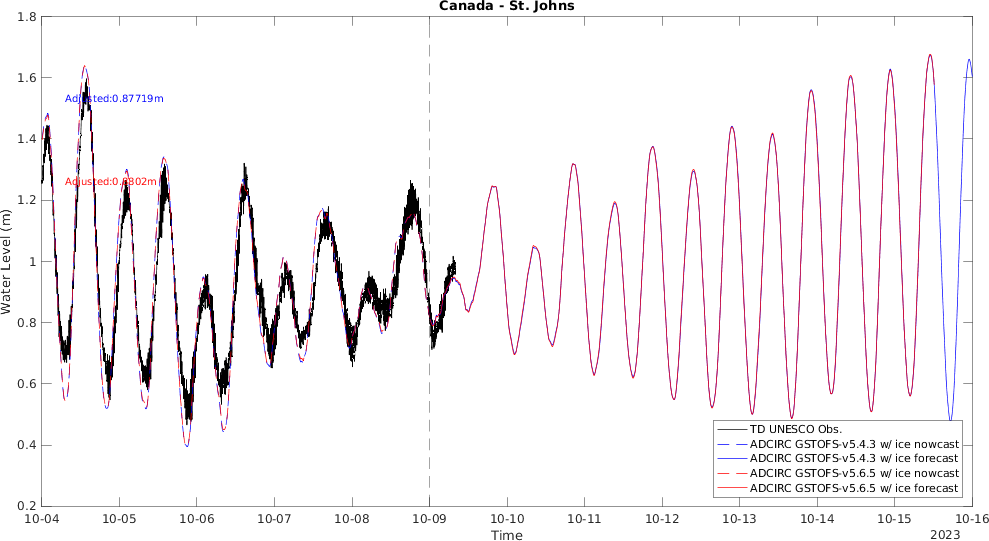 Canada - St. Johns
Water Level (m)
1.8
1.6
1.4
1.2
1
0.8
0.6
0.4
0.2
Adjusted:0.87719m
Adjusted:0.8802m
TD UNESCO Obs.
ADCIRC GSTOFS-v5.4.3 w/ ice nowcast
ADCIRC GSTOFS-v5.4.3 w/ ice forecast
ADCIRC GSTOFS-v5.6.5 w/ ice nowcast
ADCIRC GSTOFS-v5.6.5 w/ ice forecast
10-04 10-05 10-06 10-07 10-08 10-09 10-10 10-11 10-12 10-13 10-14 10-15 10-16
Time
2023